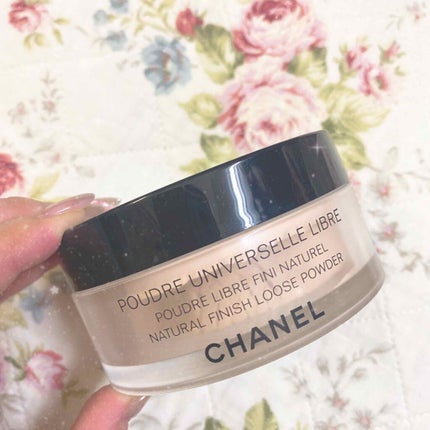 POUDRE UNIVERSELLE LIBRE
POUDRE LIBRE FINI NATUREL
NATURAL FINISH LOOSE POWDER
CHANEL